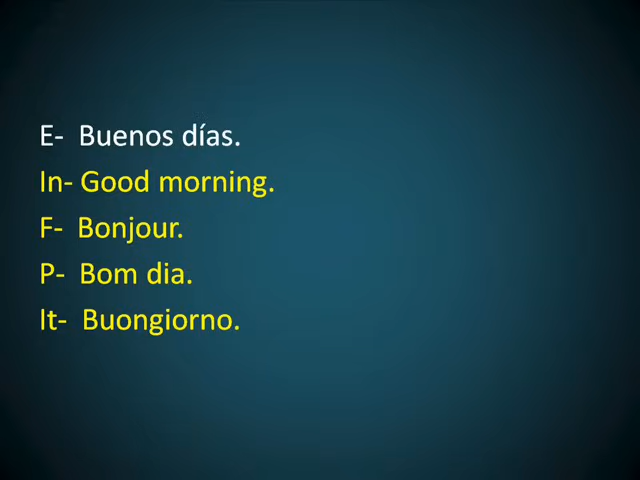 E- Buenos días.
In- Good morning.
F- Bonjour.
P- Bom dia.
It- Buongiorno.